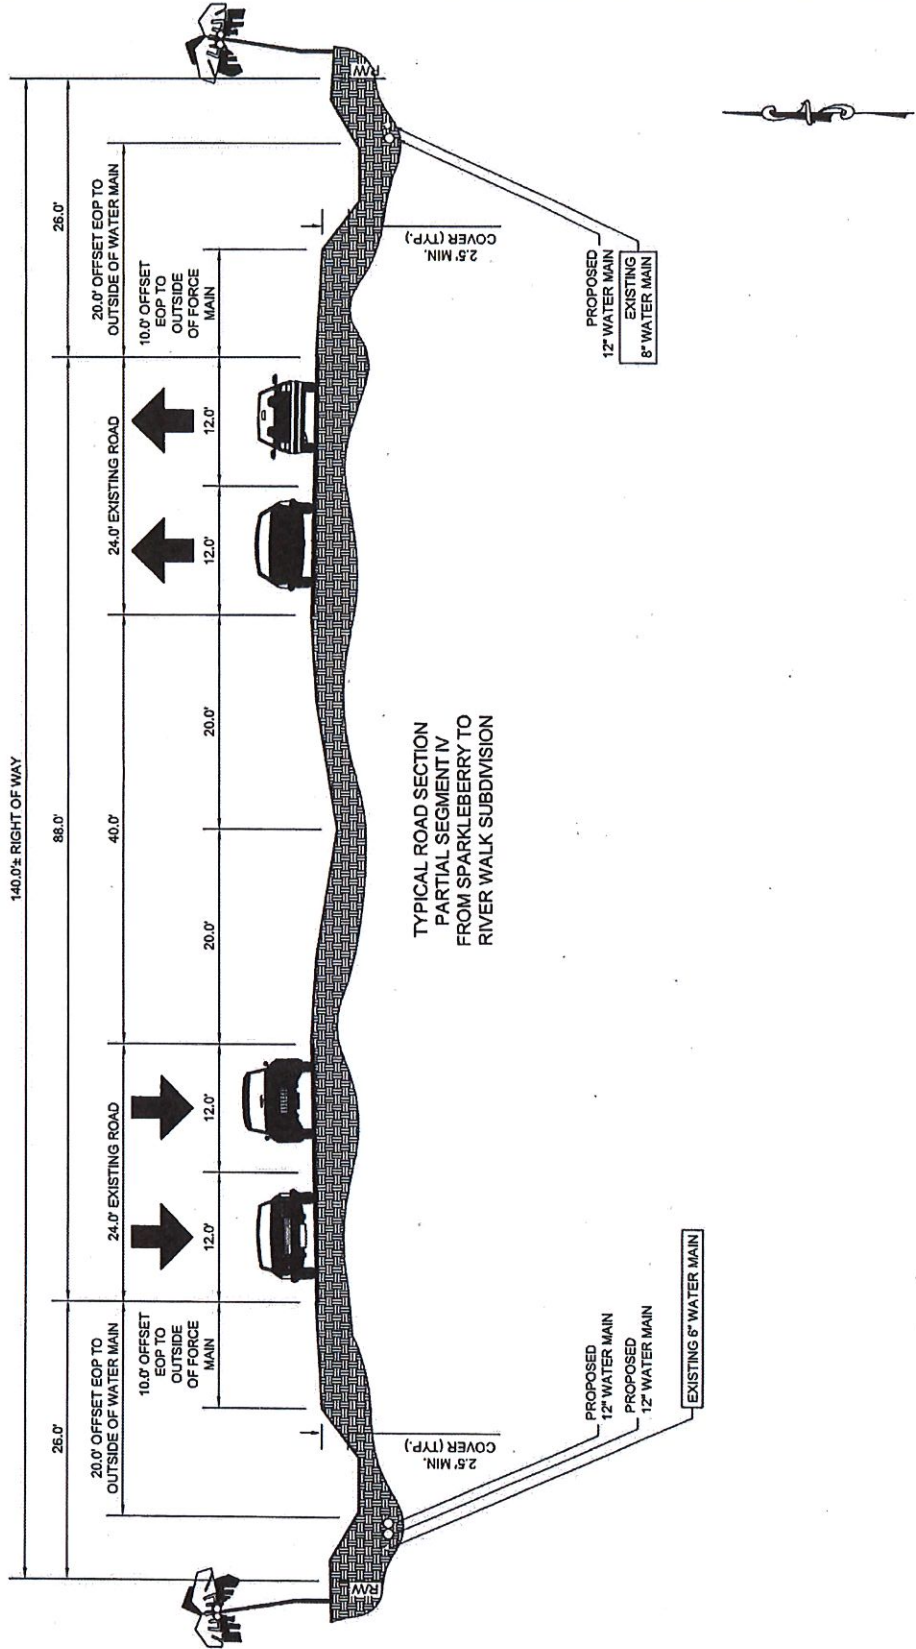 140.0'± RIGHT OF WAY
26.0'
88.0'
26.0'
20.0' OFFSET EOP TO
OUTSIDE OF WATER MAIN
24.0' EXISTING ROAD
40.0'
24.0' EXISTING ROAD
20.0' OFFSET EOP TO
OUTSIDE OF WATER MAIN
10.0' OFFSET
EOP TO
OUTSIDE
OF FORCE
MAIN
12.0'
12.0'
20.0'
20.0'
12.0'
12.0'
10.0' OFFSET
EOP TO
OUTSIDE
OF FORCE
MAIN
R/W
R/W
2.5' MIN.
COVER (TYP.)
2.5' MIN.
COVER (TYP.)
TYPICAL ROAD SECTION
PARTIAL SEGMENT IV
FROM SPARKLEBERRY TO
RIVER WALK SUBDIVISION
PROPOSED
12" WATER MAIN
PROPOSED
12" WATER MAIN
EXISTING 6" WATER MAIN
PROPOSED
12" WATER MAIN
EXISTING
8" WATER MAIN